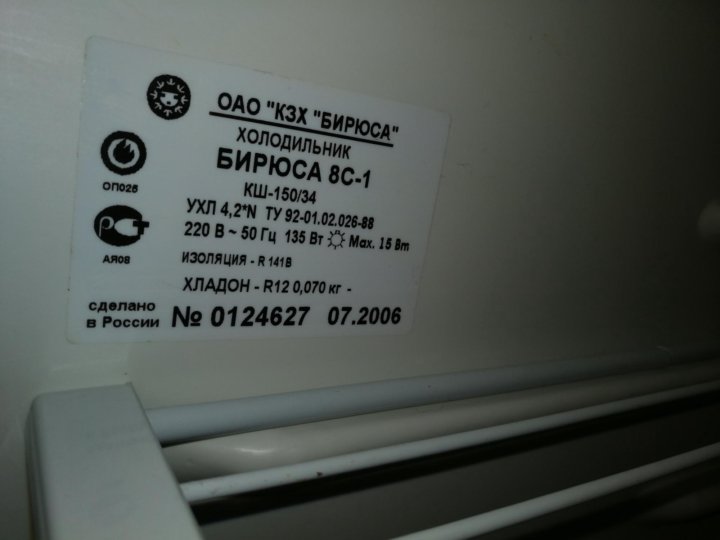 ОАО "КЗХ "БИРЮСА"
ХОЛОДИЛЬНИК
БИРЮСА 8С-1
КШ-150/34
ОП025
УХЛ 4,2*N ТУ 92-01.02.026-88
РСТ
220 В ~ 50 Гц 135 Вт Max. 15 Вт
АЯ08
ИЗОЛЯЦИЯ - R 141B
ХЛАДОН - R12 0,070 кг -
сделано
в России № 0124627 07.2006